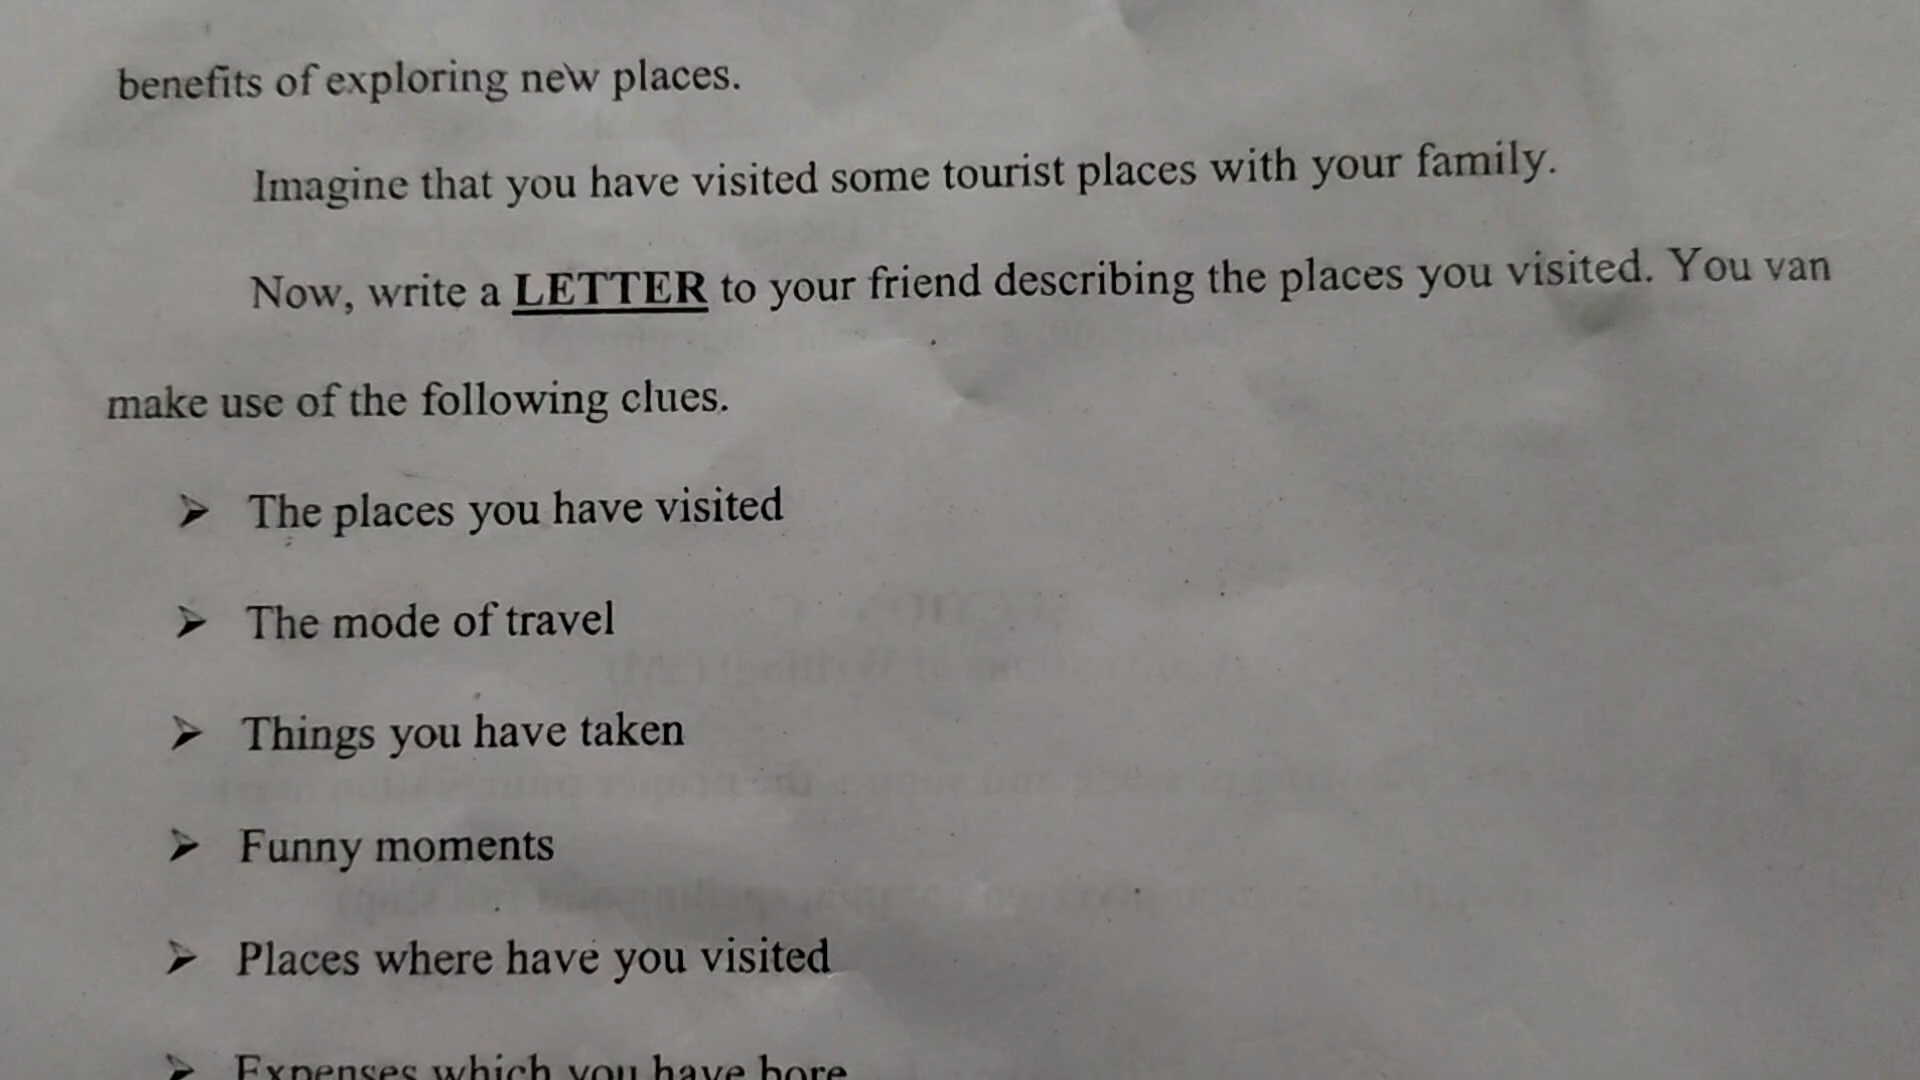 benefits of exploring new places.
Imagine that you have visited some tourist places with your family.
Now, write a LETTER to your friend describing the places you visited. You van
make use of the following clues.
➤ The places you have visited
➤ The mode of travel
➤ Things you have taken
➤ Funny moments
➤ Places where have you visited
➤ Expenses which you have bore